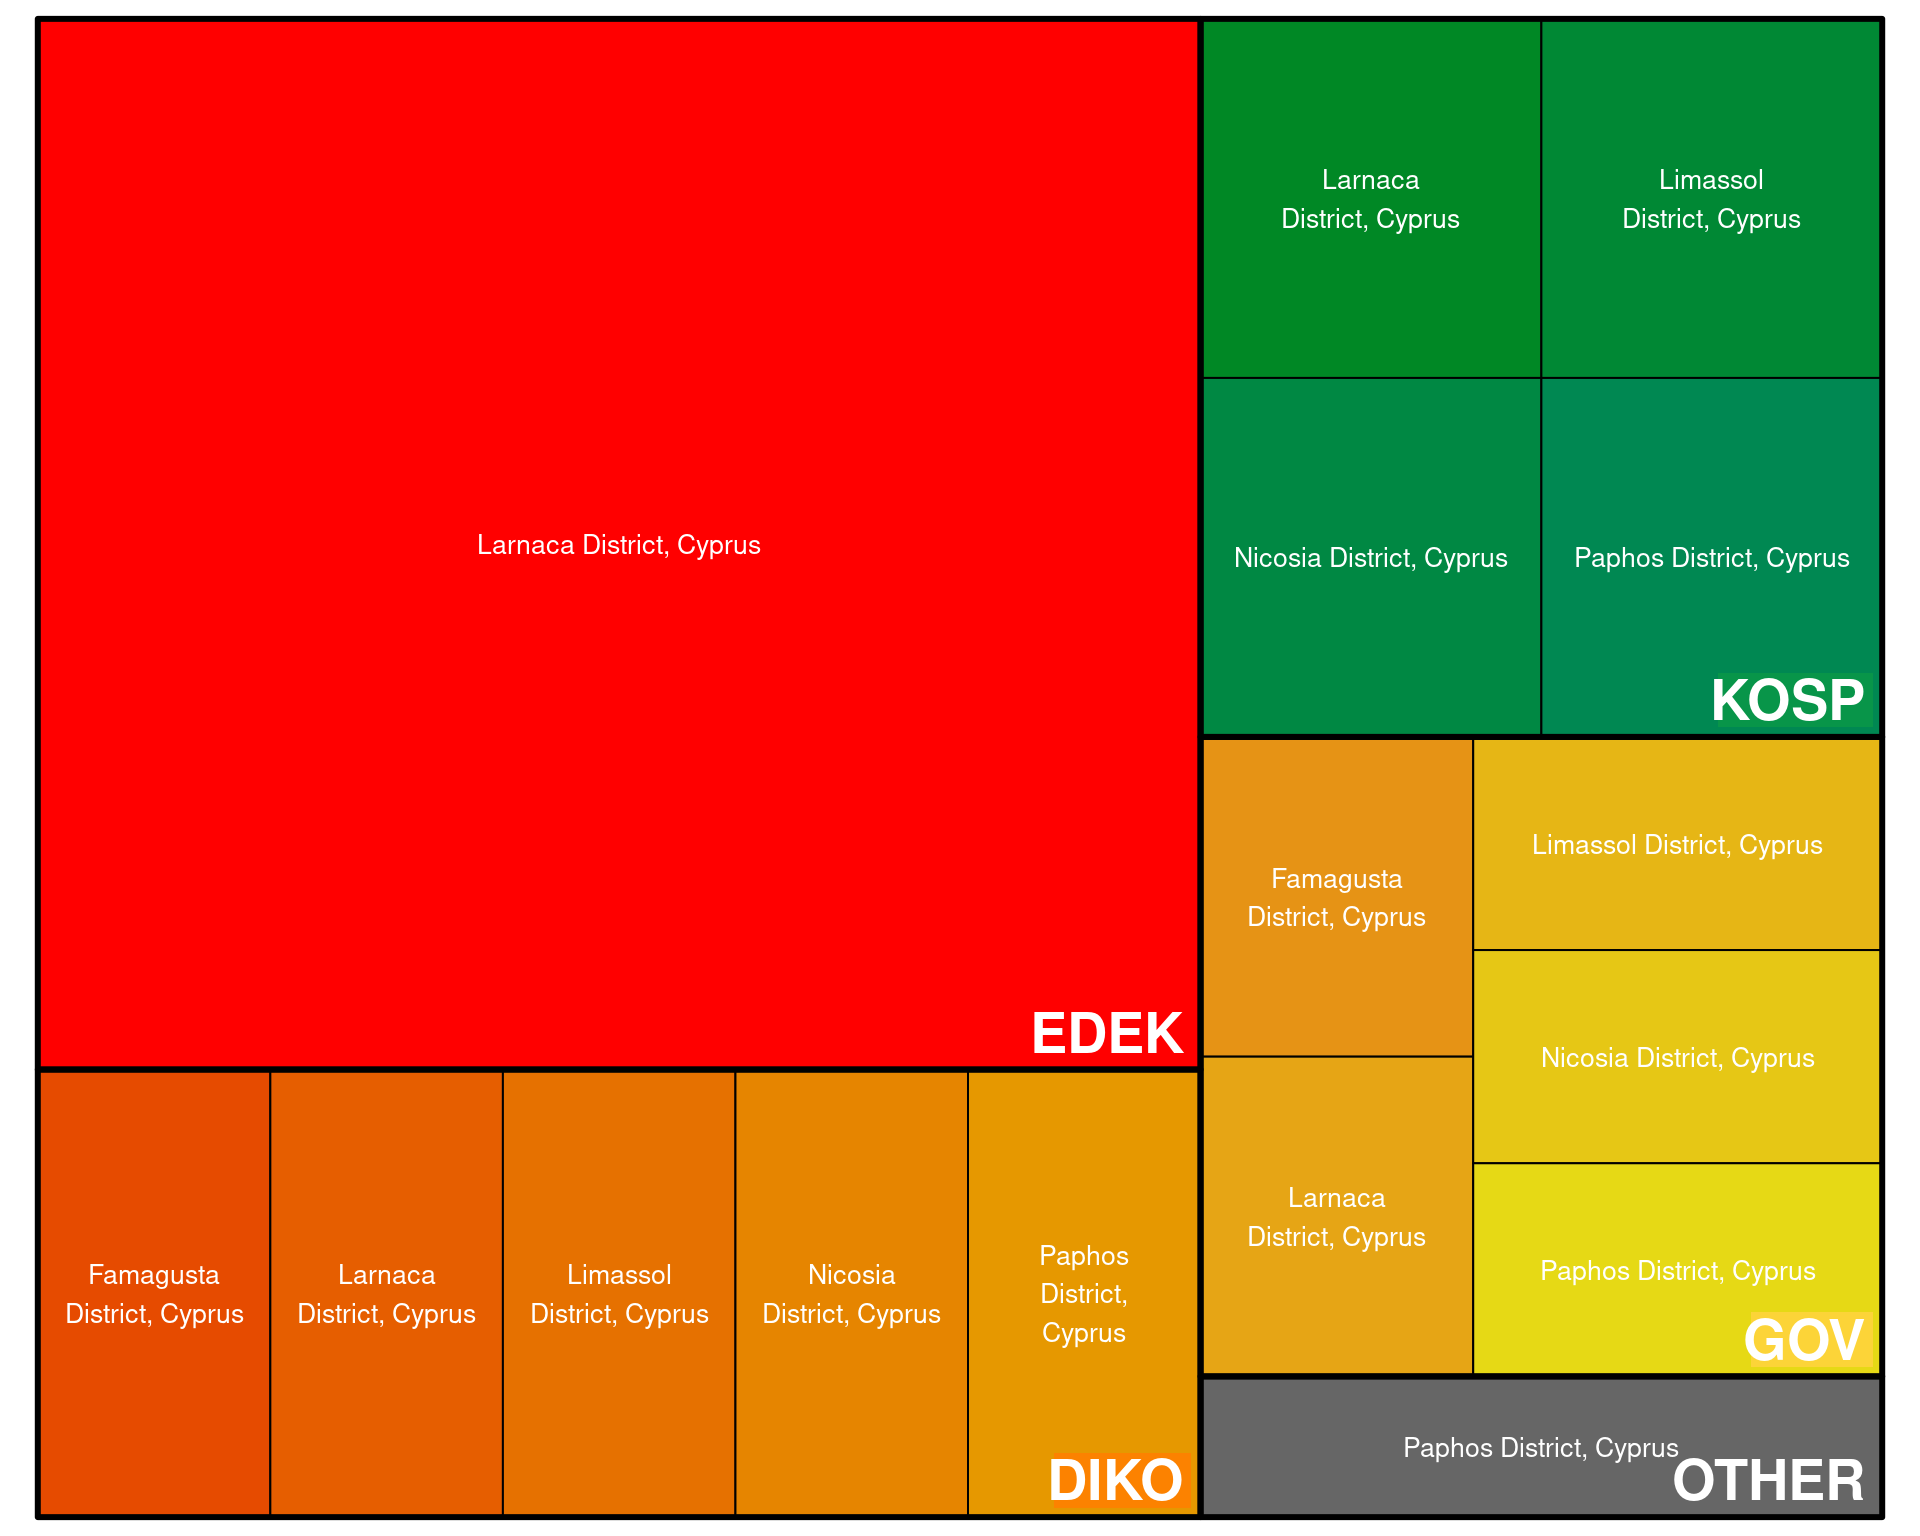 Larnaca District, Cyprus
EDEK
Famagusta
District, Cyprus
Larnaca
District, Cyprus
Limassol
District, Cyprus
Nicosia
District, Cyprus
Paphos
District,
Cyprus
DIKO
Larnaca
District, Cyprus
Limassol
District, Cyprus
Nicosia District, Cyprus
Paphos District, Cyprus
KOSP
Famagusta
District, Cyprus
Larnaca
District, Cyprus
Limassol District, Cyprus
Nicosia District, Cyprus
Paphos District, Cyprus
GOV
Paphos District, Cyprus
OTHER